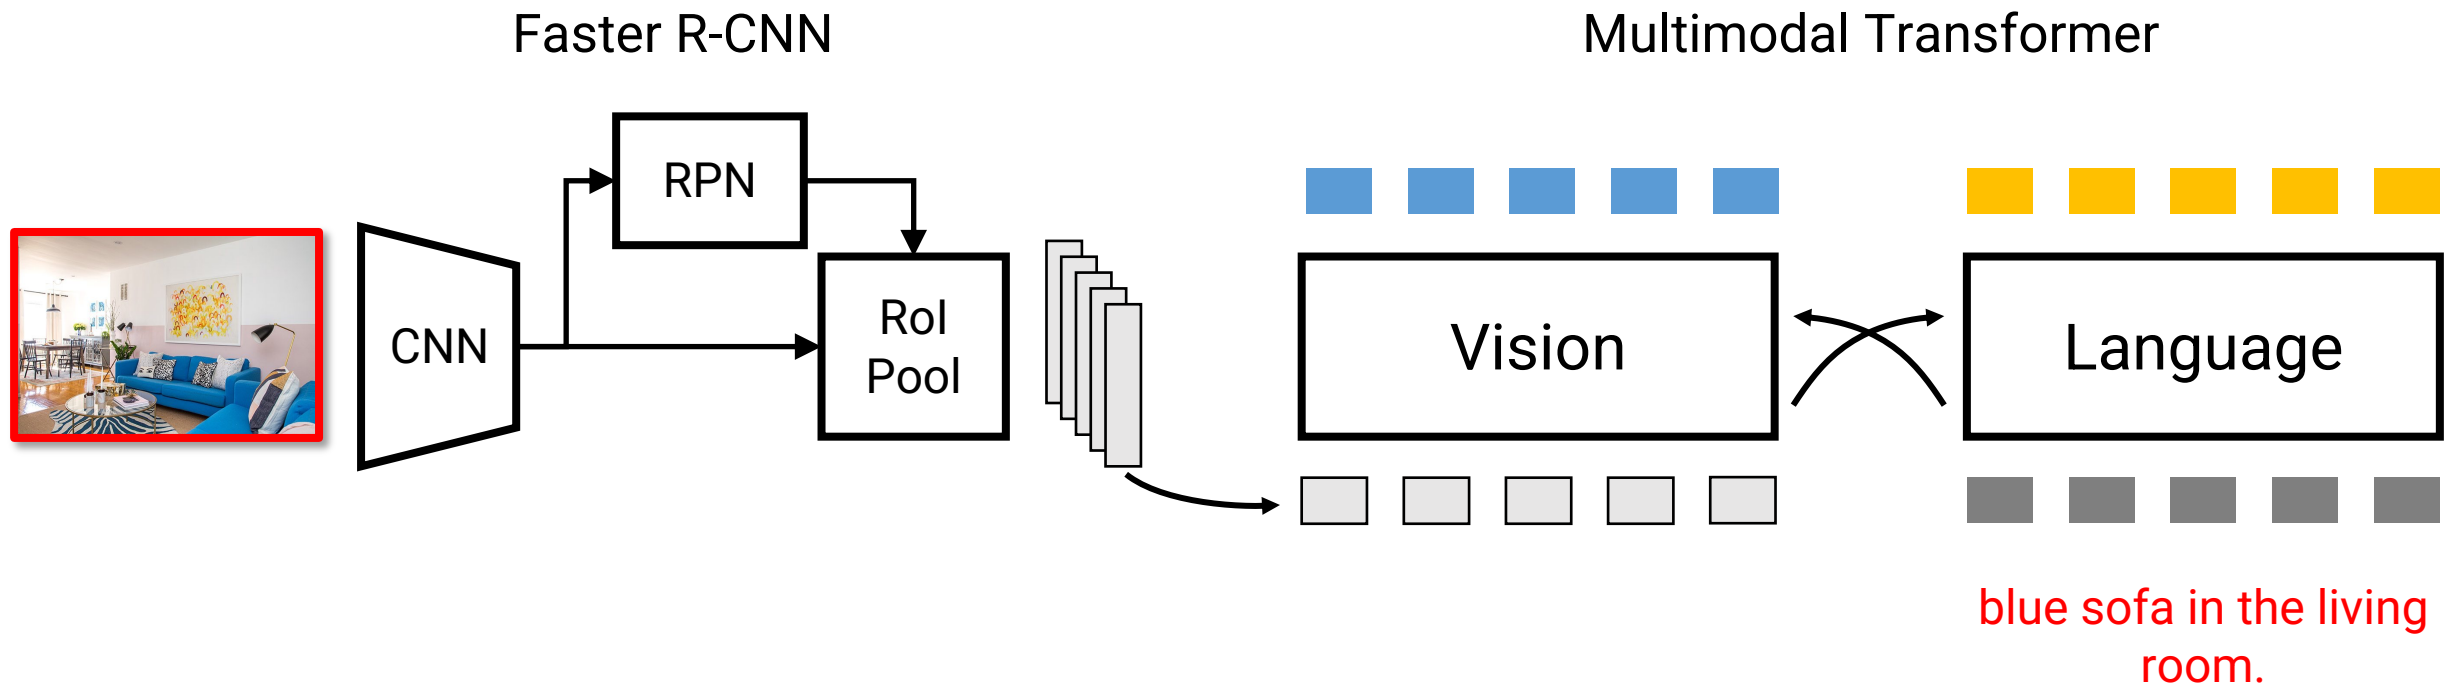 Faster R-CNN
Multimodal Transformer
RPN
CNN
RoI
Pool
Vision
Language
blue sofa in the living
room.